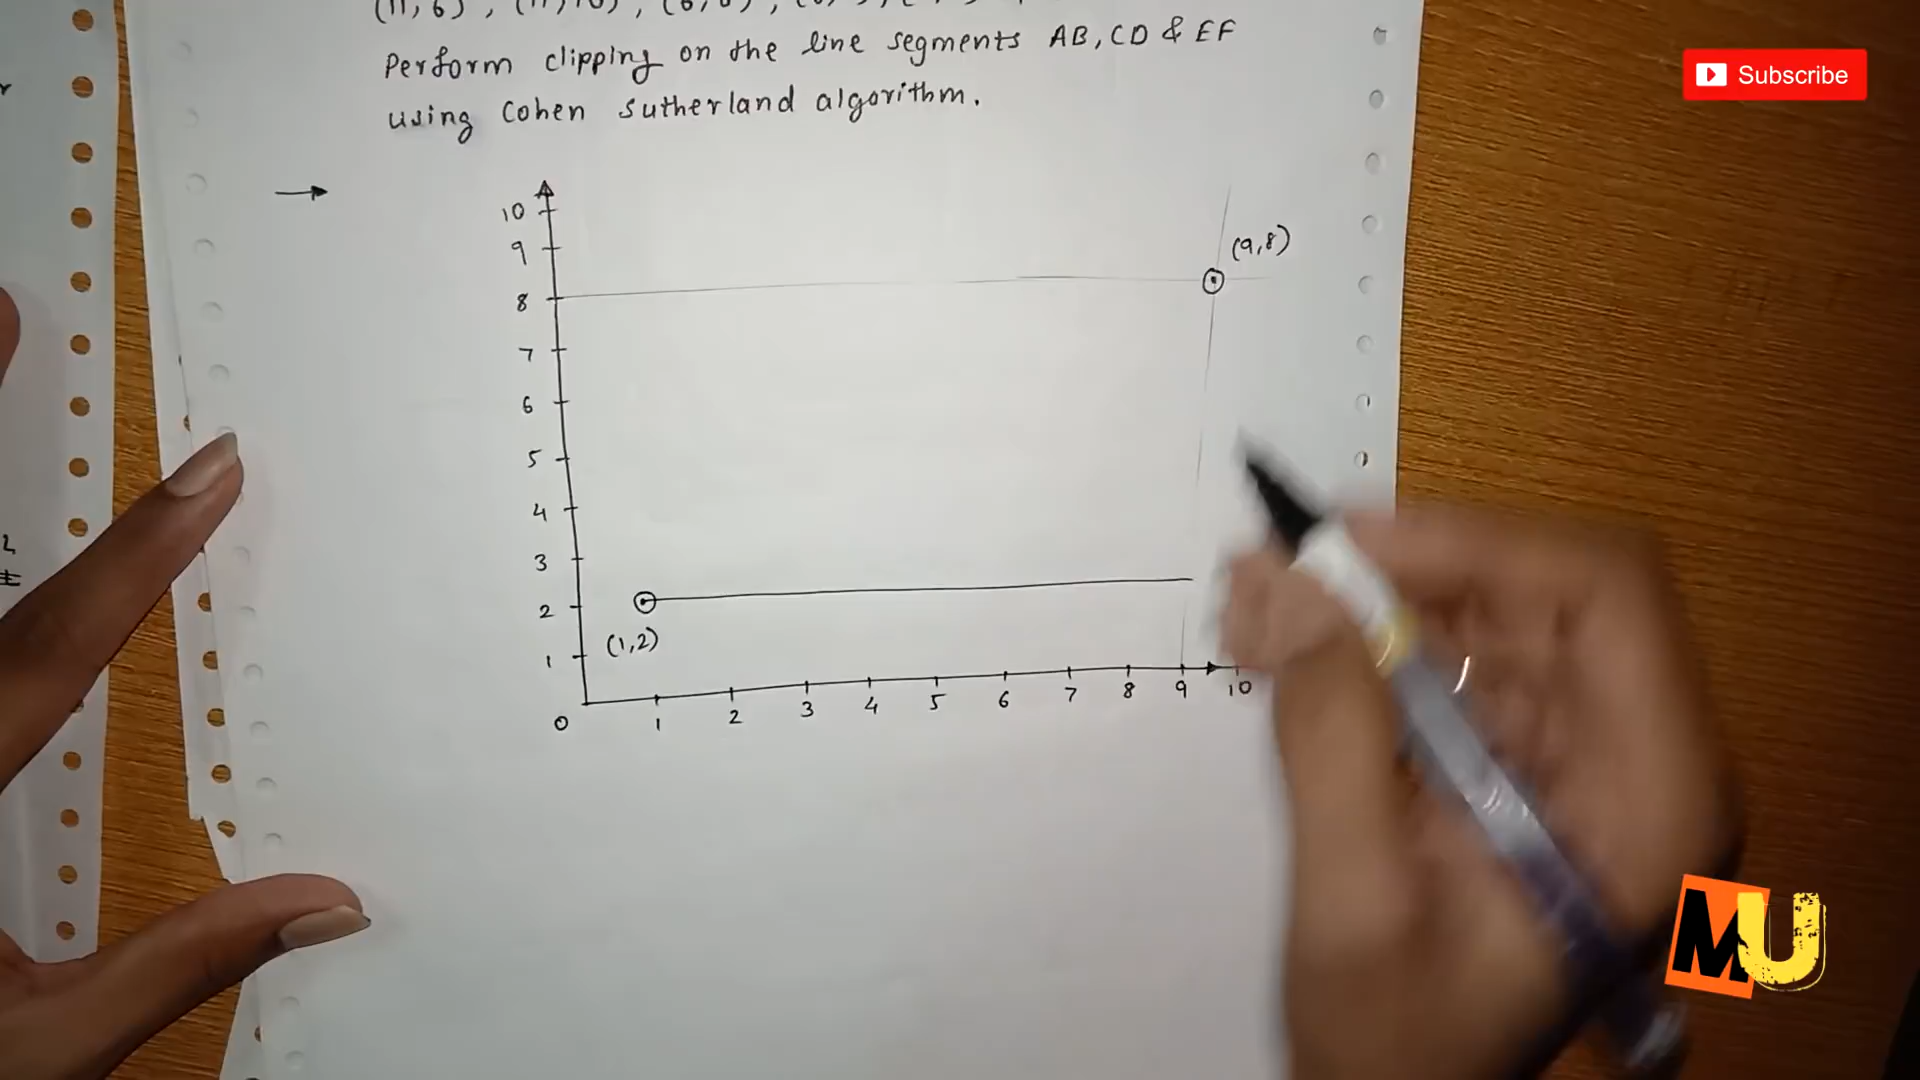 Perform clipping on the line segments AB, CD & EF
using Cohen Sutherland algorithm.
Subscribe
10
9
8
7
6
5
4
3
2
1
(9,8)
(1,2)
0 1 2 3 4 5 6 7 8 9 10
MU